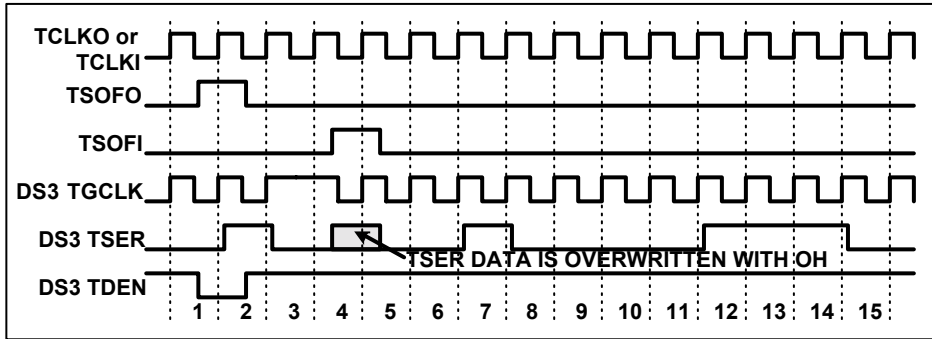 TCLKO or
TCLKI
TSOFO
TSOFI
DS3 TGCLK
DS3 TSER
TSER DATA IS OVERWRITTEN WITH OH
DS3 TDEN
1 2 3 4 5 6 7 8 9 10 11 12 13 14 15